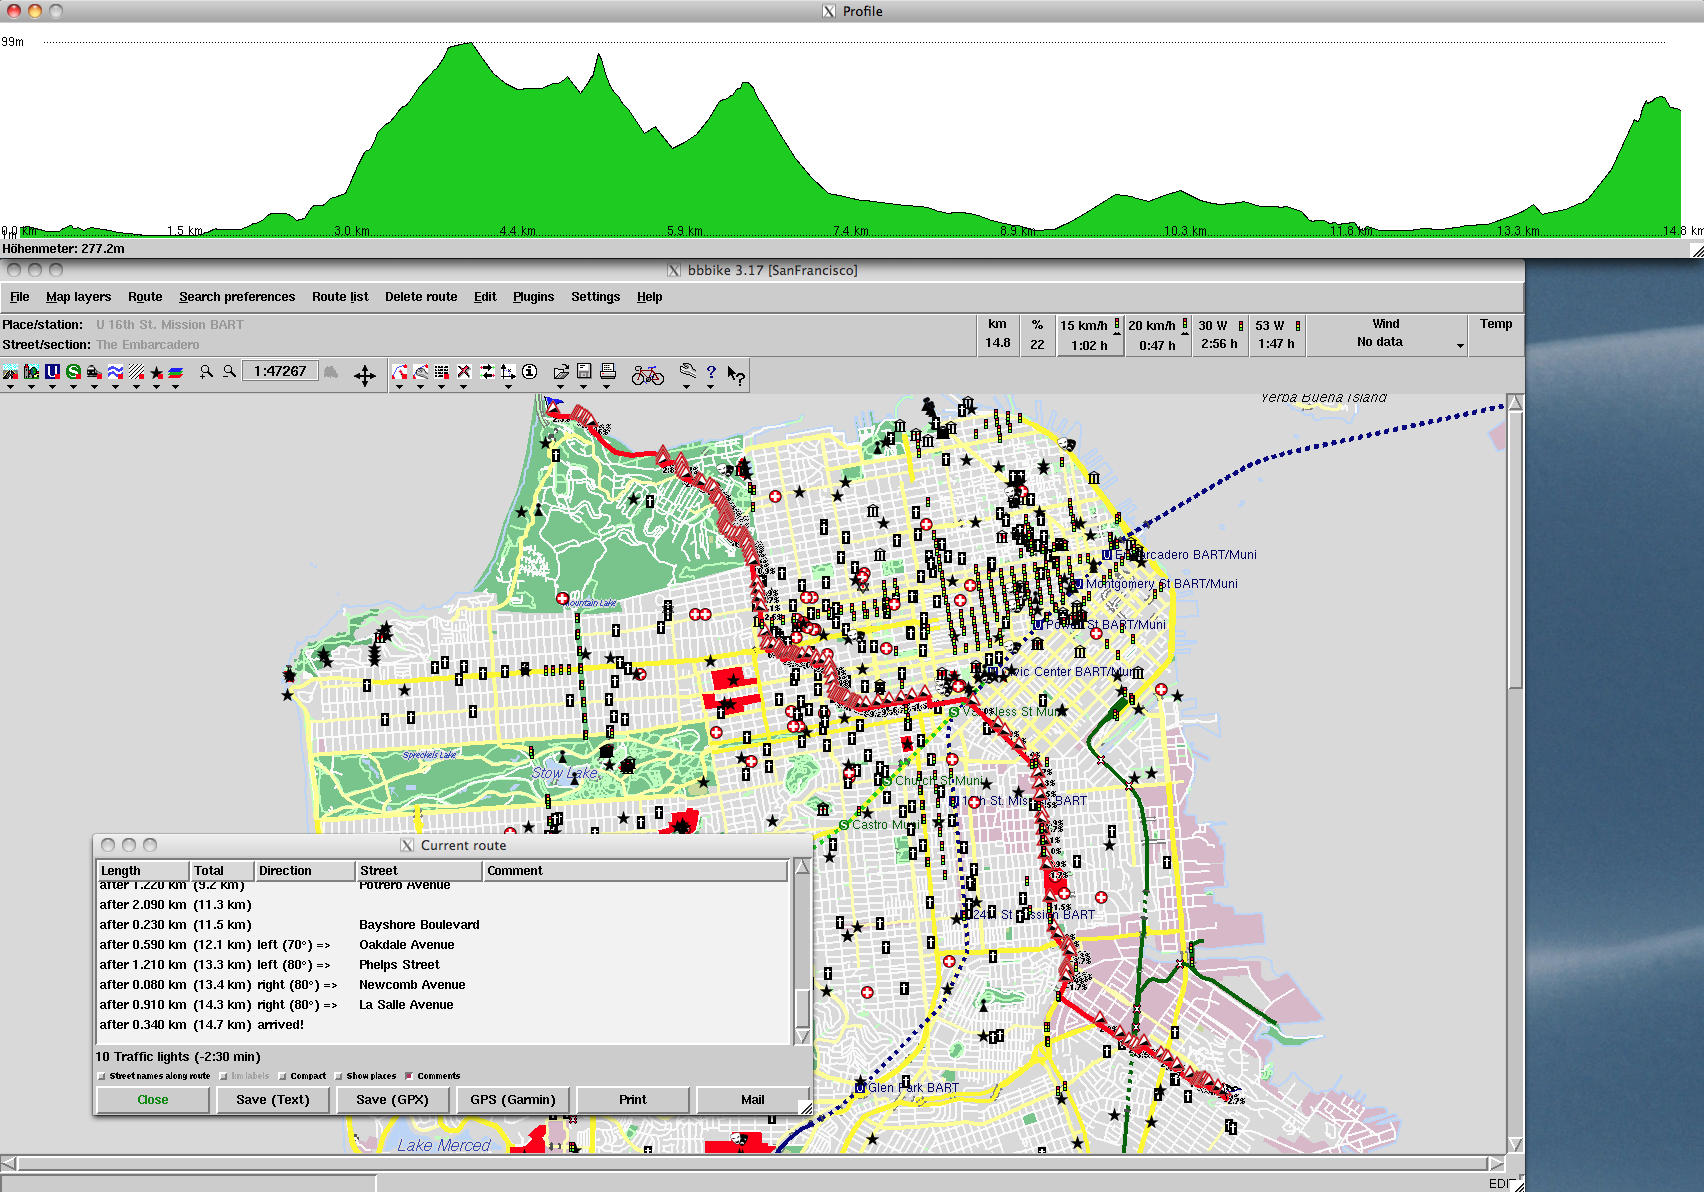 Profile
99m
0.0 km
1m
1.5 km
3.0 km
4.4 km
5.9 km
7.4 km
8.9 km
10.3 km
11.8 km
13.3 km
14.8 km
Höhenmeter: 277.2m
bbbike 3.17 [SanFrancisco]
File Map layers Route Search preferences Route list Delete route Edit Plugins Settings Help
Place/station: U 16th St. Mission BART
Street/section: The Embarcadero
km % 15 km/h 20 km/h 30 W 53 W Wind Temp
14.8 22 1:02 h 0:47 h 2:56 h 1:47 h No data
1:47267
Yerba Buena Island
Embarcadero BART/Muni
Montgomery St BART/Muni
Powell St BART/Muni
Mountain Lake
Civic Center BART/Muni
Van Ness St Muni
Spreckels Lake
Stow Lake
Church St Muni
16th St. Mission BART
Castro Muni
24th St Mission BART
Glen Park BART
Lake Merced
Current route
Length Total Direction Street Comment
after 1.220 km (9.2 km) Potrero Avenue
after 2.090 km (11.3 km)
after 0.230 km (11.5 km) Bayshore Boulevard
after 0.590 km (12.1 km) left (70°) => Oakdale Avenue
after 1.210 km (13.3 km) left (80°) => Phelps Street
after 0.080 km (13.4 km) right (80°) => Newcomb Avenue
after 0.910 km (14.3 km) right (80°) => La Salle Avenue
after 0.340 km (14.7 km) arrived!
10 Traffic lights (-2:30 min)
Street names along route km labels Compact Show places Comments
Close Save (Text) Save (GPX) GPS (Garmin) Print Mail